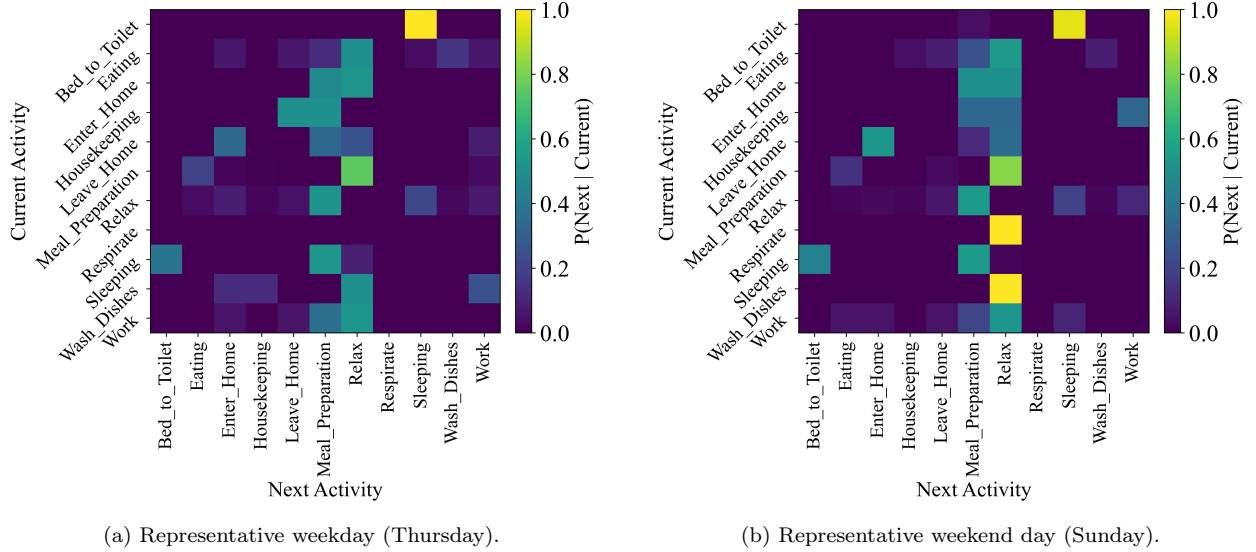 Current Activity
Bed_to_Toilet
Eating
Enter_Home
Housekeeping
Leave_Home
Meal_Preparation
Relax
Respirate
Sleeping
Wash_Dishes
Work
Bed_to_Toilet
Eating
Enter_Home
Housekeeping
Leave_Home
Meal_Preparation
Relax
Respirate
Sleeping
Wash_Dishes
Work
Next Activity
1.0
0.8
0.6
0.4
0.2
0.0
P(Next | Current)
(a) Representative weekday (Thursday).
Current Activity
Bed_to_Toilet
Eating
Enter_Home
Housekeeping
Leave_Home
Meal_Preparation
Relax
Respirate
Sleeping
Wash_Dishes
Work
Bed_to_Toilet
Eating
Enter_Home
Housekeeping
Leave_Home
Meal_Preparation
Relax
Respirate
Sleeping
Wash_Dishes
Work
Next Activity
1.0
0.8
0.6
0.4
0.2
0.0
P(Next | Current)
(b) Representative weekend day (Sunday).